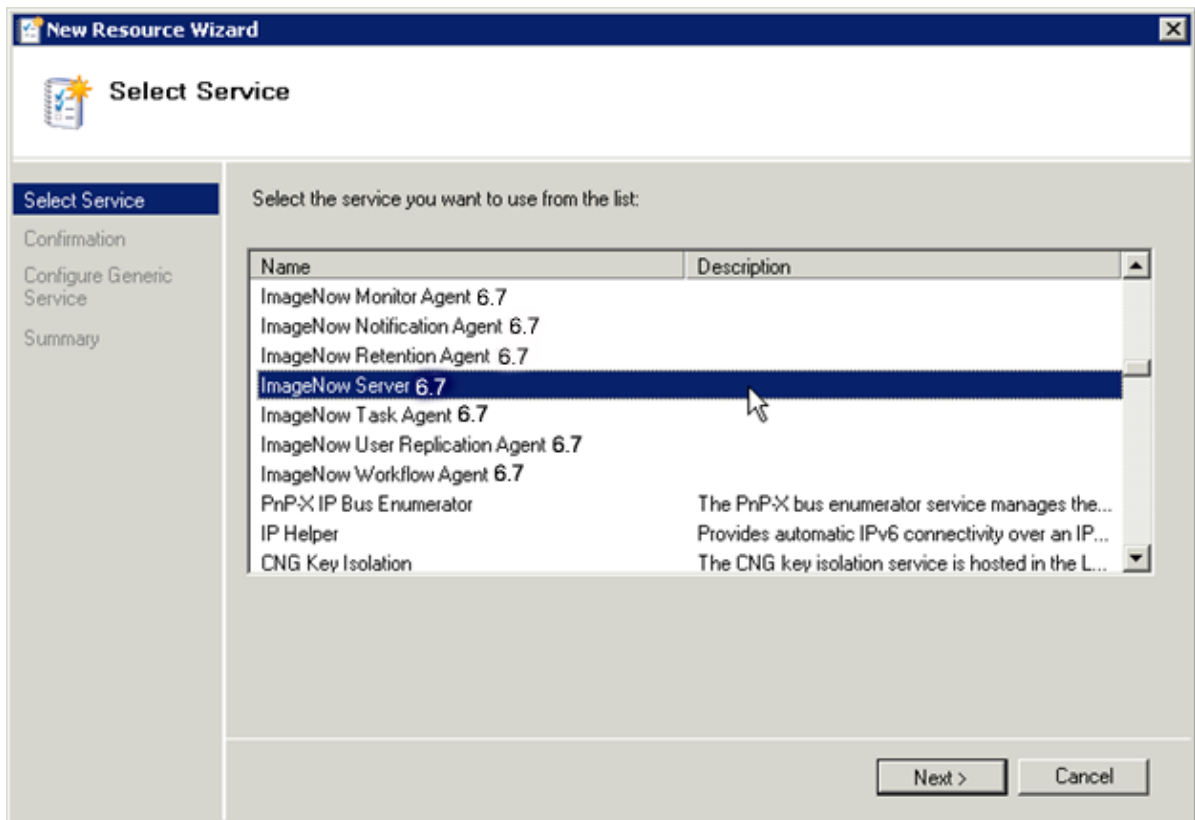 New Resource Wizard
Select Service
Select Service
Confirmation
Configure Generic
Service
Summary
Select the service you want to use from the list:
Name Description
ImageNow Monitor Agent 6.7
ImageNow Notification Agent 6.7
ImageNow Retention Agent 6.7
ImageNow Server 6.7
ImageNow Task Agent 6.7
ImageNow User Replication Agent 6.7
ImageNow Workflow Agent 6.7
PnP-X IP Bus Enumerator The PnP-X bus enumerator service manages the...
IP Helper Provides automatic IPv6 connectivity over an IP...
CNG Key Isolation The CNG key isolation service is hosted in the L...
Next > Cancel